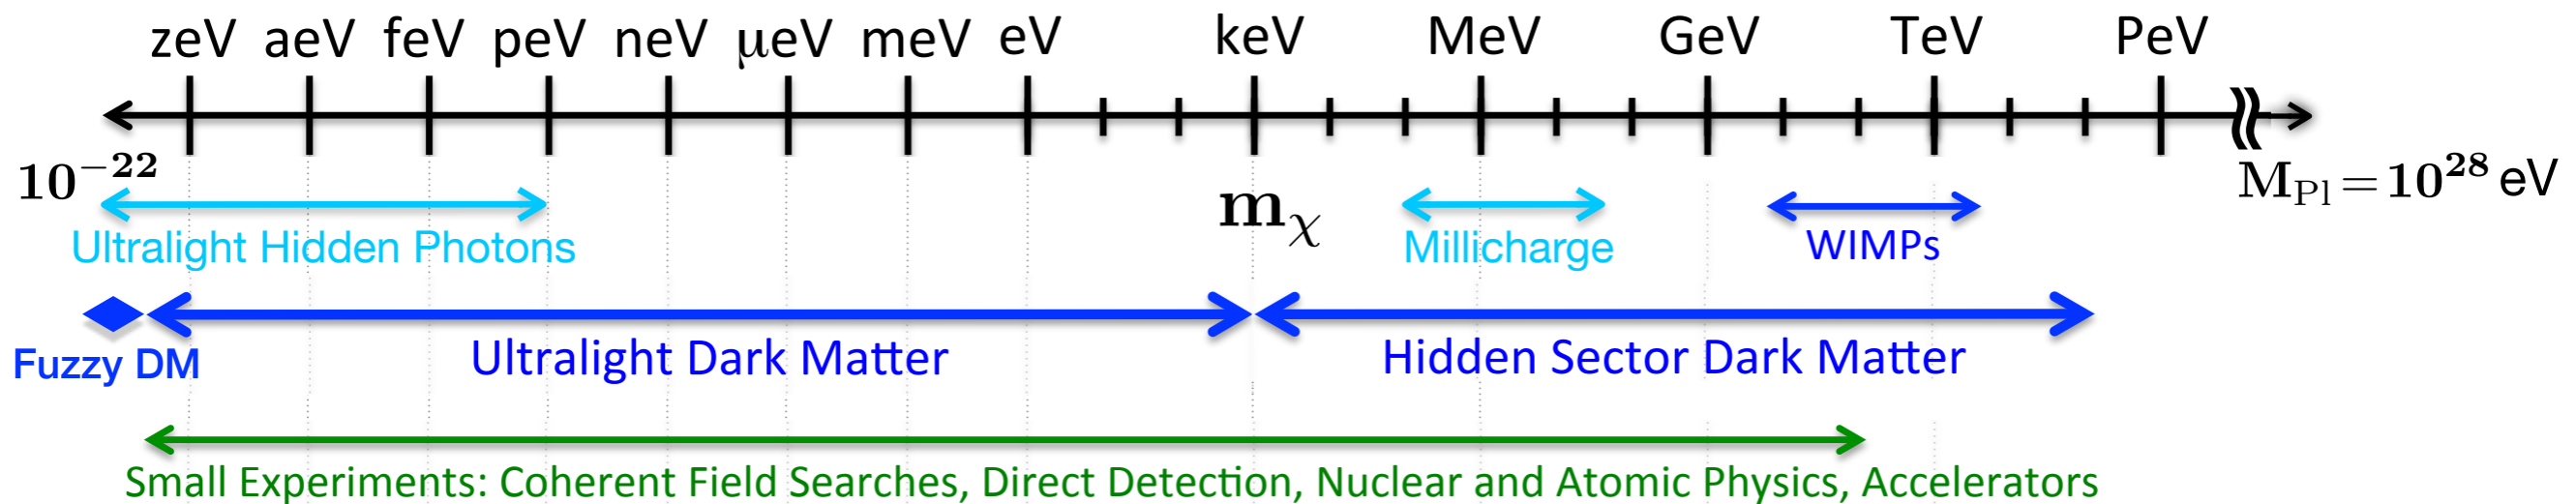 zeV aeV feV peV neV μeV meV eV keV MeV GeV TeV PeV
10⁻²² M_Pl = 10²⁸ eV
m_χ
Ultralight Hidden Photons Millicharge WIMPs
Fuzzy DM Ultralight Dark Matter Hidden Sector Dark Matter
Small Experiments: Coherent Field Searches, Direct Detection, Nuclear and Atomic Physics, Accelerators